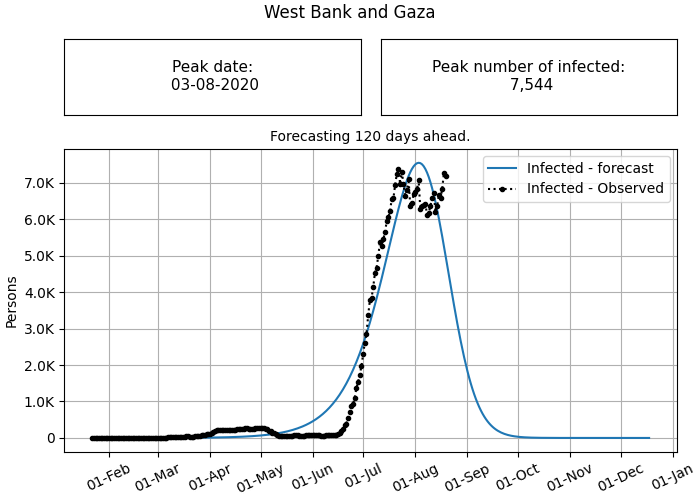 West Bank and Gaza
Peak date:
03-08-2020
Peak number of infected:
7,544
Forecasting 120 days ahead.
Infected - forecast
Infected - Observed
Persons
7.0K
6.0K
5.0K
4.0K
3.0K
2.0K
1.0K
0
01-Feb
01-Mar
01-Apr
01-May
01-Jun
01-Jul
01-Aug
01-Sep
01-Oct
01-Nov
01-Dec
01-Jan